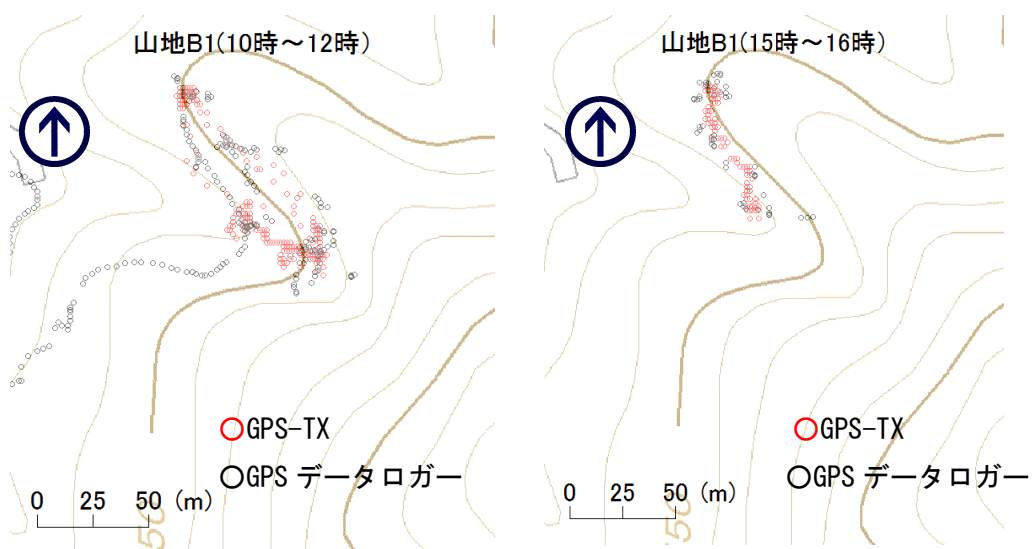 山地B1(10時～12時)
GPS-TX
GPS データロガー
0 25 50 (m)
山地B1(15時～16時)
GPS-TX
GPS データロガー
0 25 50 (m)